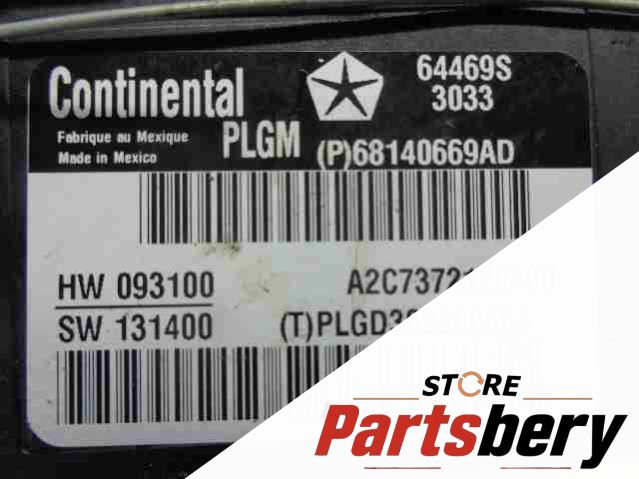 Continental
64469S
3033
Fabrique au Mexique
Made in Mexico
PLGM
(P)68140669AD
HW 093100
SW 131400
STORE
Partsbery